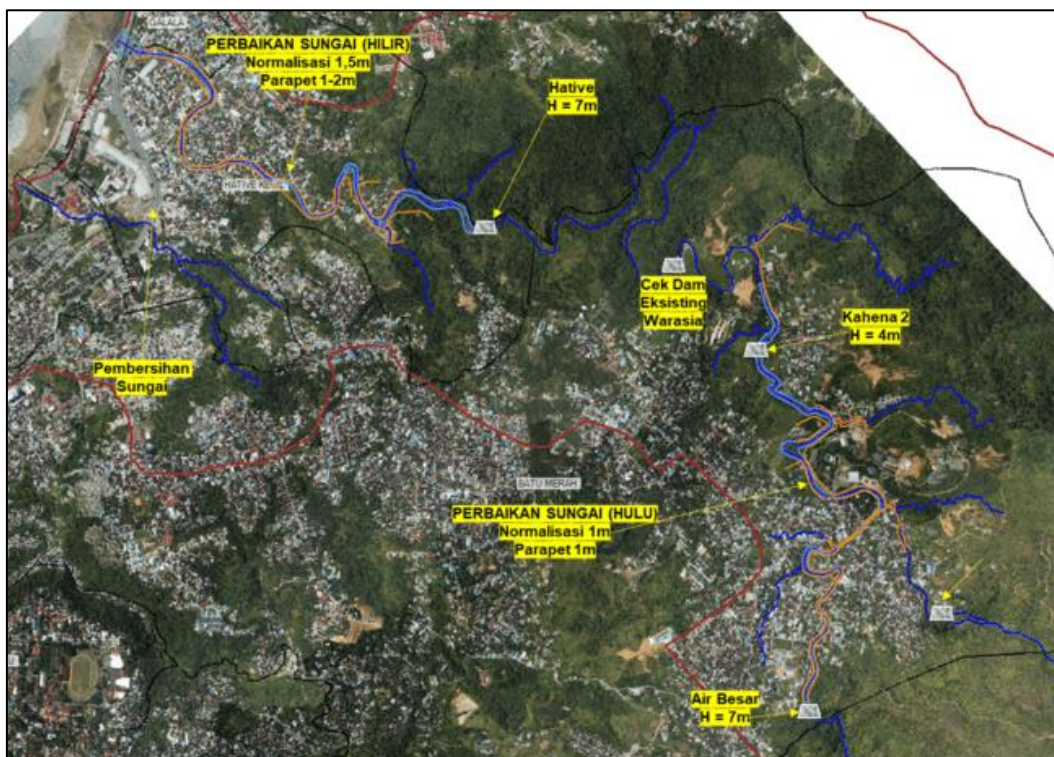 GALALA
PERBAIKAN SUNGAI (HILIR)
Normalisasi 1,5m
Parapet 1-2m
Hative
H = 7m
HATIVE
Cek Dam
Eksisting
Warasia
Kahena 2
H = 4m
Pembersihan
Sungai
BATU MERAH
PERBAIKAN SUNGAI (HULU)
Normalisasi 1m
Parapet 1m
Air Besar
H = 7m